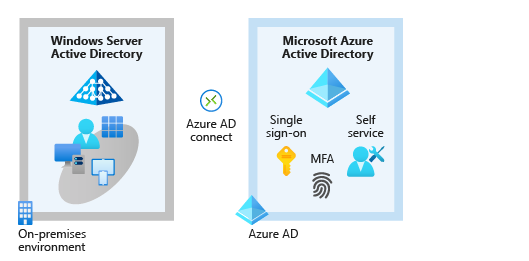 Windows Server
Active Directory
Azure AD
connect
Microsoft Azure
Active Directory
Single
sign-on
Self
service
MFA
On-premises
environment
Azure AD